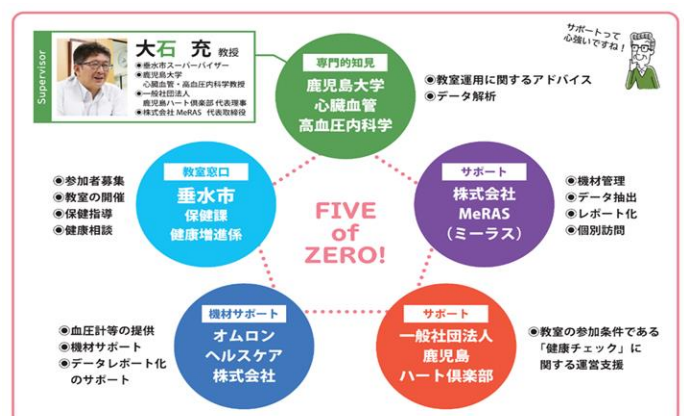 Supervisor
大石 充 教授
◉垂水市スーパーバイザー
◉鹿児島大学
心臓血管・高血圧内科学教授
◉一般社団法人
鹿児島ハート倶楽部 代表理事
◉株式会社 MeRAS 代表取締役
専門的知見
鹿児島大学
心臓血管
高血圧内科学
サポートって
心強いですね！
◉教室運用に関するアドバイス
◉データ解析
◉参加者募集
◉教室の開催
◉保健指導
◉健康相談
教室窓口
垂水市
保健課
健康増進係
FIVE
of
ZERO!
サポート
株式会社
MeRAS
（ミーラス）
◉機材管理
◉データ抽出
◉レポート化
◉個別訪問
◉血圧計等の提供
◉機材サポート
◉データレポート化
のサポート
機材サポート
オムロン
ヘルスケア
株式会社
サポート
一般社団法人
鹿児島
ハート倶楽部
◉教室の参加条件である
「健康チェック」に
関する運営支援